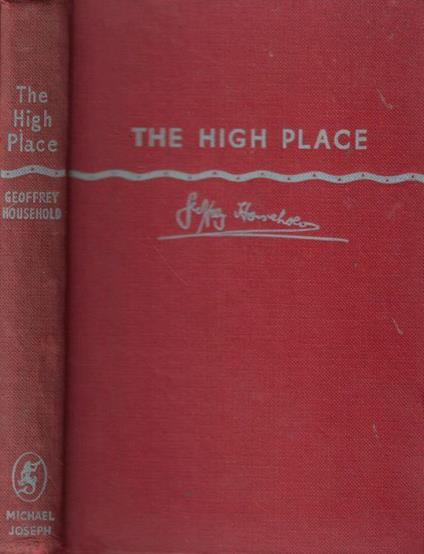 The
High
Place
GEOFFREY
HOUSEHOLD
MICHAEL
JOSEPH
THE HIGH PLACE
Geoffrey Household